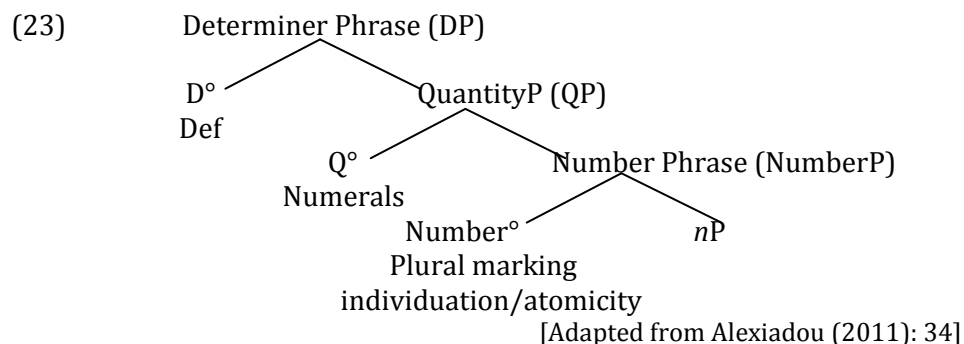 (23) Determiner Phrase (DP)
D° QuantityP (QP)
Def
Q° Number Phrase (NumberP)
Numerals
Number° nP
Plural marking
individuation/atomicity
[Adapted from Alexiadou (2011): 34]